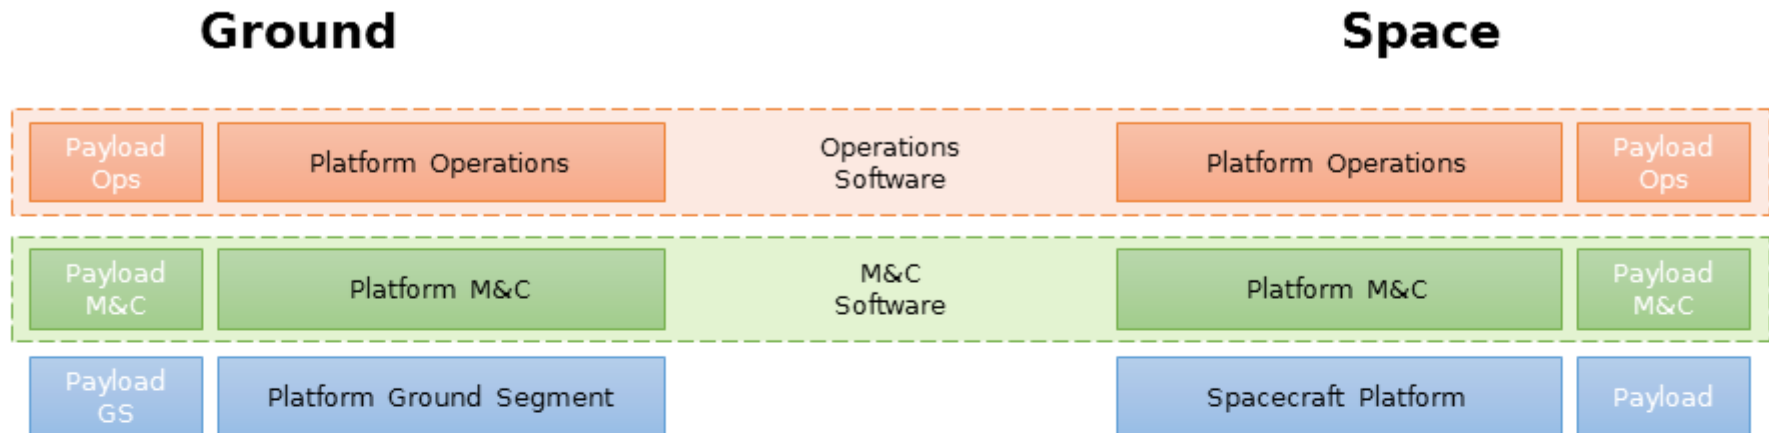 Ground
Space
Payload
Ops
Platform Operations
Operations
Software
Platform Operations
Payload
Ops
Payload
M&C
Platform M&C
M&C
Software
Platform M&C
Payload
M&C
Payload
GS
Platform Ground Segment
Spacecraft Platform
Payload